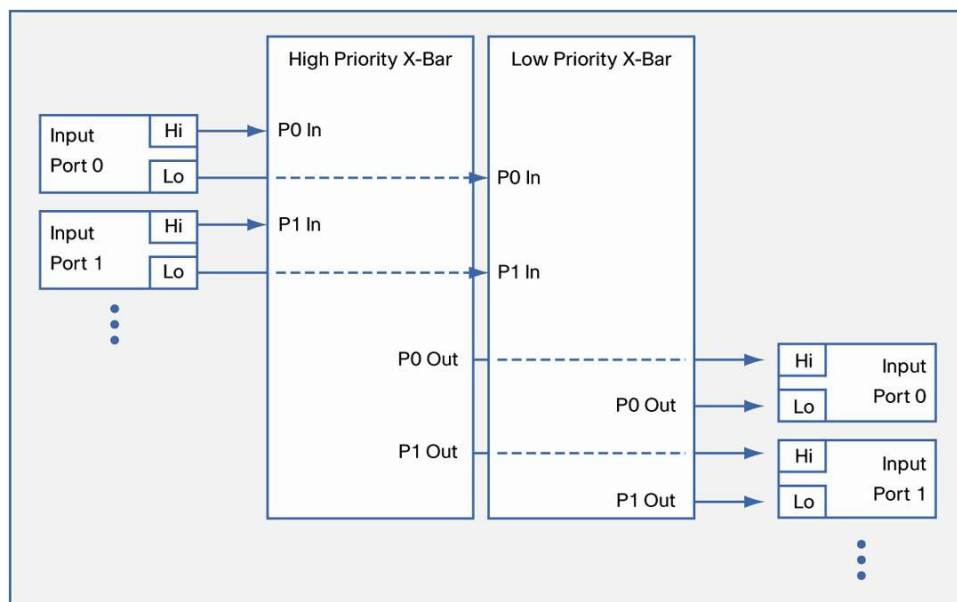 High Priority X-Bar
Low Priority X-Bar
Input
Port 0
Hi
Lo
P0 In
P0 In
Input
Port 1
Hi
Lo
P1 In
P1 In
P0 Out
P0 Out
P1 Out
P1 Out
Hi
Lo
Input
Port 0
Hi
Lo
Input
Port 1